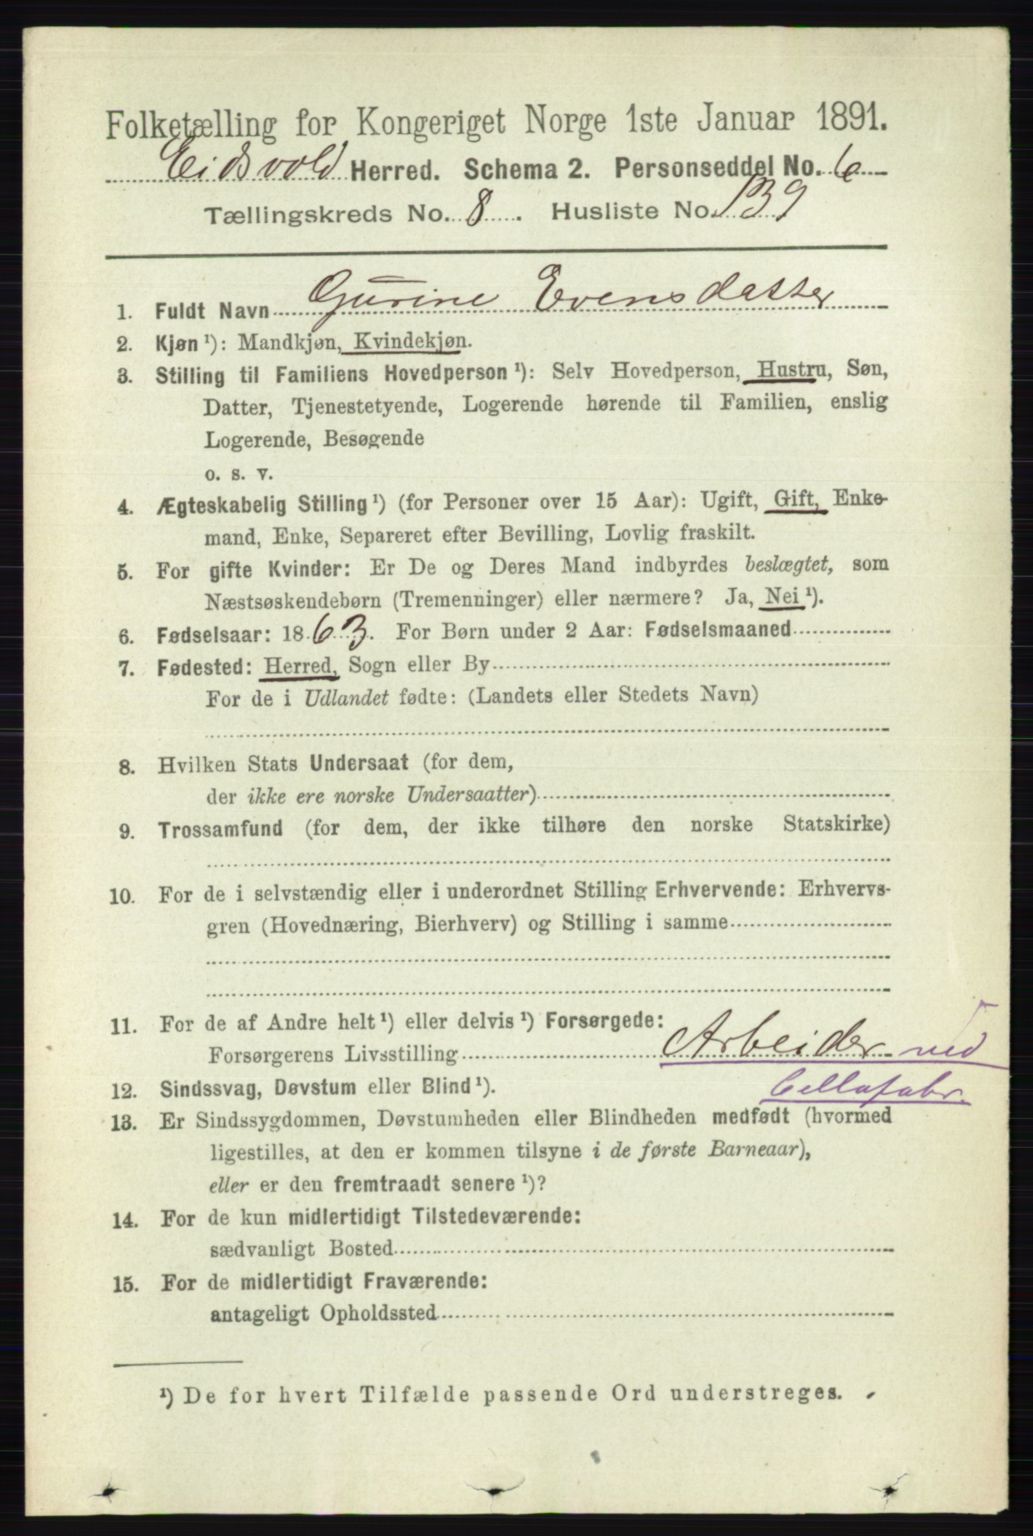 Folketælling for Kongeriget Norge 1ste Januar 1891.
Eidsvold Herred. Schema 2. Personseddel No. 6
Tællingskreds No. 8. Husliste No. 139
1. Fuldt Navn Gurine Evensdatter
2. Kjøn ¹): Mandkjøn, Kvindekjøn.
3. Stilling til Familiens Hovedperson ¹): Selv Hovedperson, Hustru, Søn,
Datter, Tjenestetyende, Logerende hørende til Familien, enslig
Logerende, Besøgende
o. s. v.
4. Ægteskabelig Stilling ¹) (for Personer over 15 Aar): Ugift, Gift, Enke-
mand, Enke, Separeret efter Bevilling, Lovlig fraskilt.
5. For gifte Kvinder: Er De og Deres Mand indbyrdes beslægtet, som
Næstsøskendebørn (Tremenninger) eller nærmere? Ja, Nei ¹).
6. Fødselsaar: 1863. For Børn under 2 Aar: Fødselsmaaned
7. Fødested: Herred, Sogn eller By
For de i Udlandet fødte: (Landets eller Stedets Navn)
8. Hvilken Stats Undersaat (for dem,
der ikke ere norske Undersaatter)
9. Trossamfund (for dem, der ikke tilhøre den norske Statskirke)
10. For de i selvstændig eller i underordnet Stilling Erhvervende: Erhvervs-
gren (Hovednæring, Bierhverv) og Stilling i samme
11. For de af Andre helt ¹) eller delvis ¹) Forsørgede:
Forsørgerens Livsstilling Arbeider ved
12. Sindssvag, Døvstum eller Blind ¹). Cellofabr.
13. Er Sindssygdommen, Døvstumheden eller Blindheden medfødt (hvormed
ligestilles, at den er kommen tilsyne i de første Barneaar),
eller er den fremtraadt senere ¹)?
14. For de kun midlertidigt Tilstedeværende:
sædvanligt Bosted
15. For de midlertidigt Fraværende:
antageligt Opholdssted
¹) De for hvert Tilfælde passende Ord understreges.